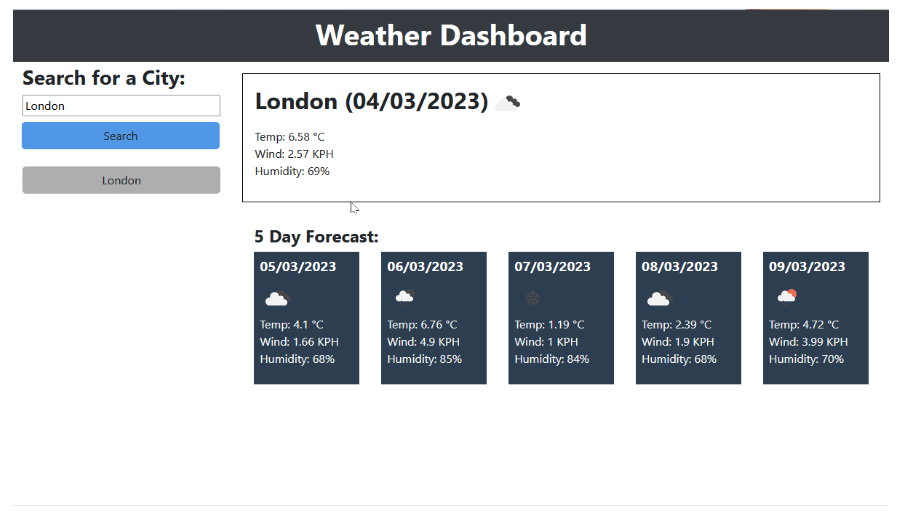 Weather Dashboard
Search for a City:
London
Search
London
London (04/03/2023)
Temp: 6.58 °C
Wind: 2.57 KPH
Humidity: 69%
5 Day Forecast:
05/03/2023
Temp: 4.1 °C
Wind: 1.66 KPH
Humidity: 68%
06/03/2023
Temp: 6.76 °C
Wind: 4.9 KPH
Humidity: 85%
07/03/2023
Temp: 1.19 °C
Wind: 1 KPH
Humidity: 84%
08/03/2023
Temp: 2.39 °C
Wind: 1.9 KPH
Humidity: 68%
09/03/2023
Temp: 4.72 °C
Wind: 3.99 KPH
Humidity: 70%